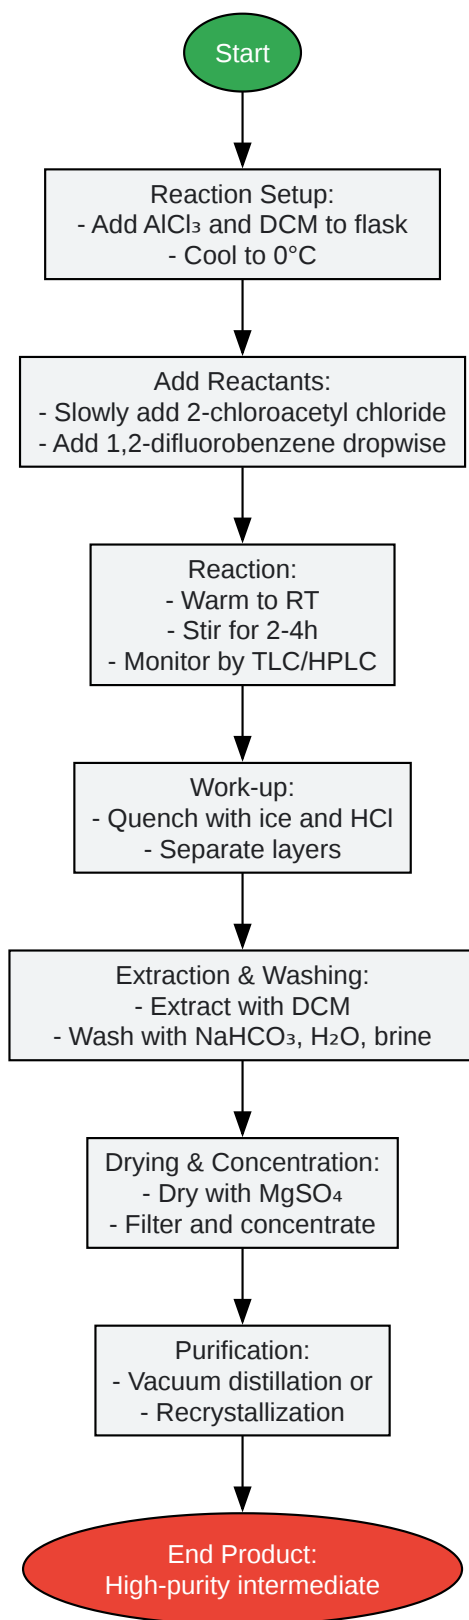 Start
Reaction Setup:
- Add AlCl₃ and DCM to flask
- Cool to 0°C
Add Reactants:
- Slowly add 2-chloroacetyl chloride
- Add 1,2-difluorobenzene dropwise
Reaction:
- Warm to RT
- Stir for 2-4h
- Monitor by TLC/HPLC
Work-up:
- Quench with ice and HCl
- Separate layers
Extraction & Washing:
- Extract with DCM
- Wash with NaHCO₃, H₂O, brine
Drying & Concentration:
- Dry with MgSO₄
- Filter and concentrate
Purification:
- Vacuum distillation or
- Recrystallization
End Product:
High-purity intermediate